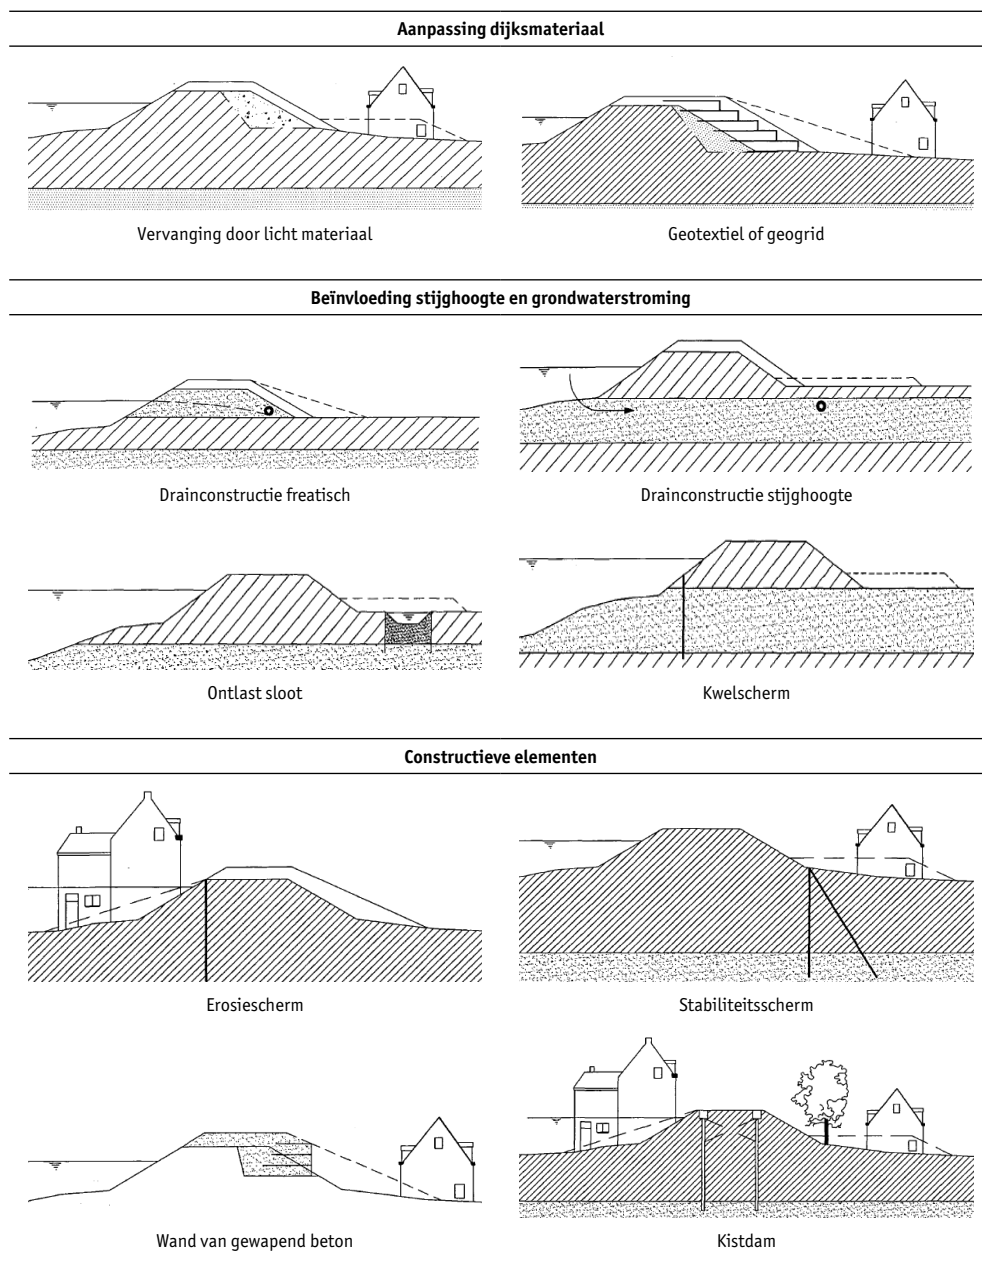 Aanpassing dijksmateriaal
Vervanging door licht materiaal
Geotextiel of geogrid
Beïnvloeding stijghoogte en grondwaterstroming
Drainconstructie freatisch
Drainconstructie stijghoogte
Ontlast sloot
Kwelscherm
Constructieve elementen
Erosiescherm
Stabiliteitsscherm
Wand van gewapend beton
Kistdam